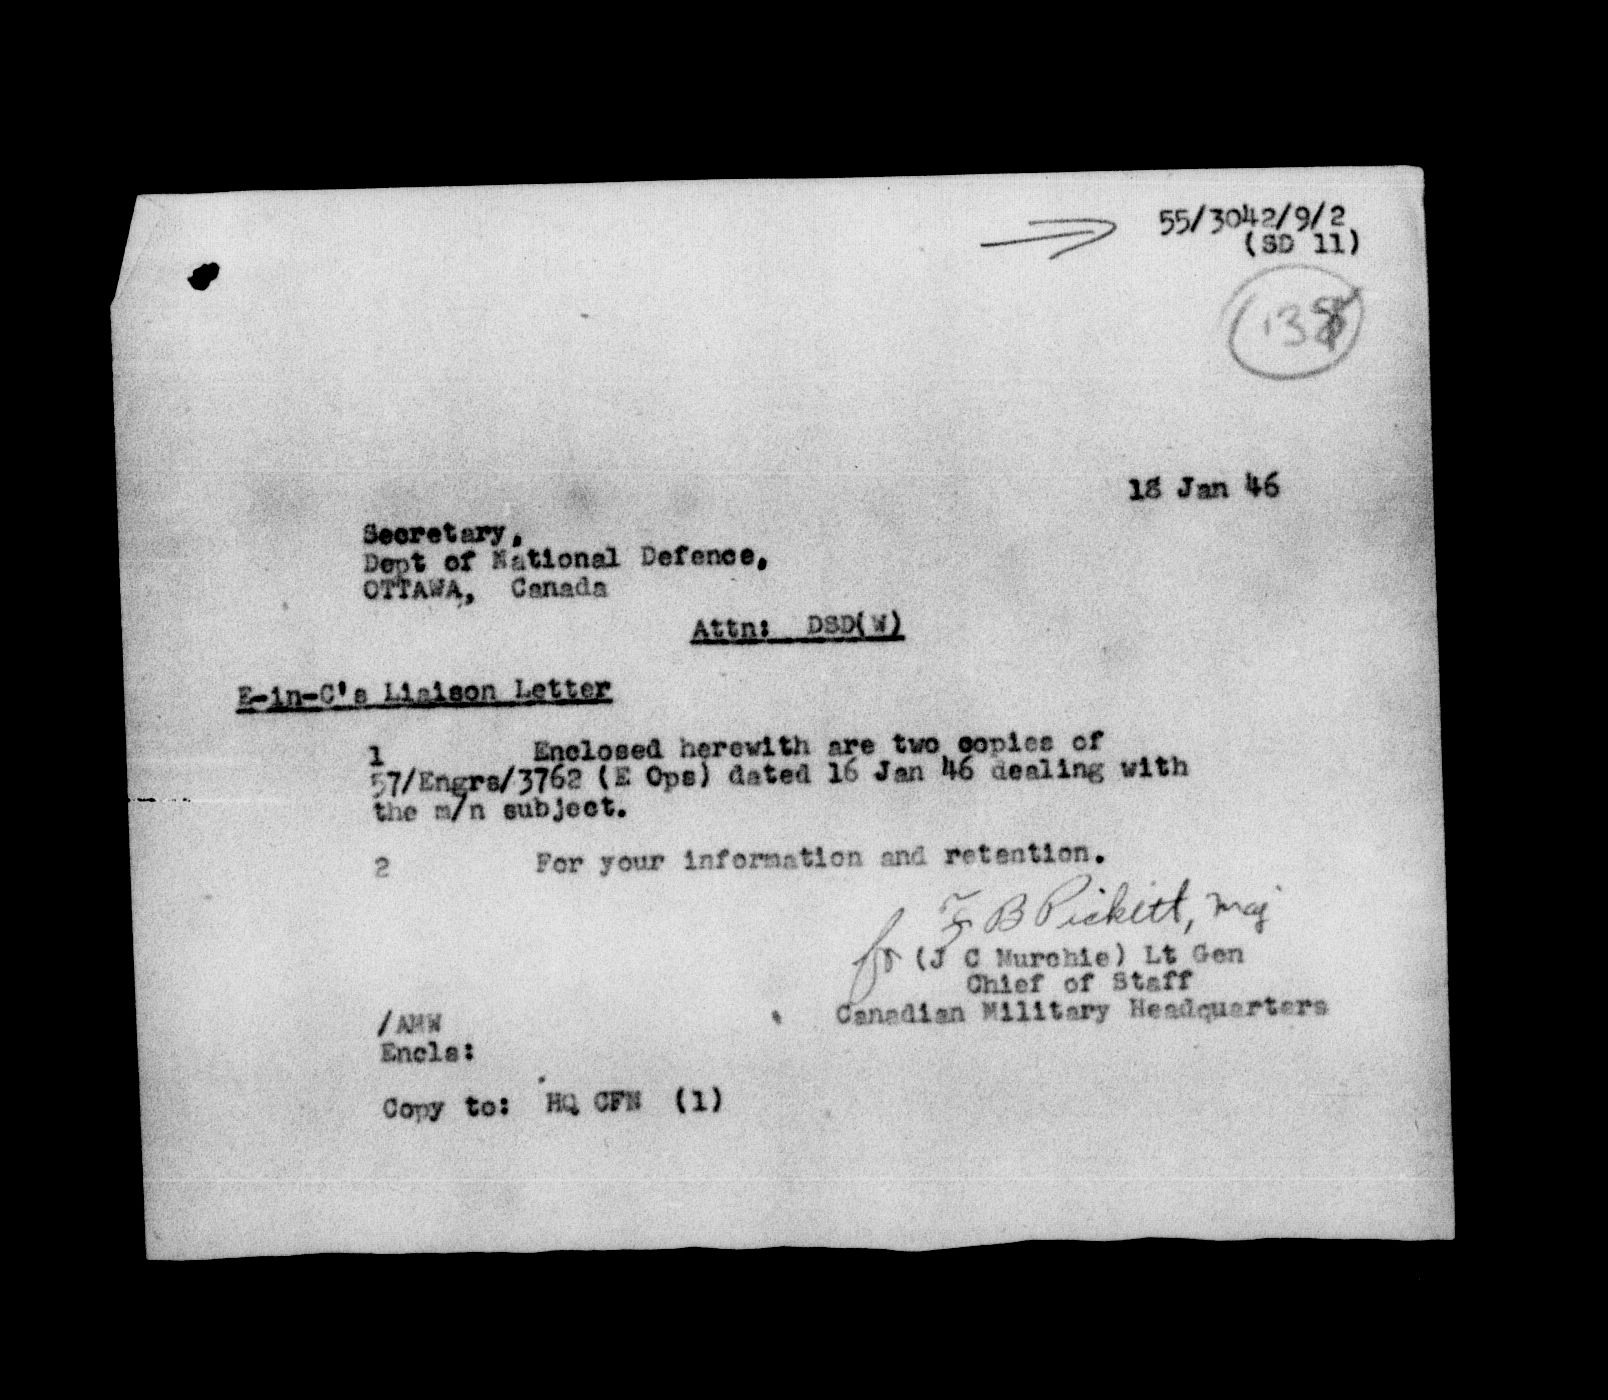 55/3042/9/2
(SD 11)
138
18 Jan 46
Secretary,
Dept of National Defence,
OTTAWA, Canada
Attn: DSD(W)
E-in-C's Liaison Letter
1 Enclosed herewith are two copies of
57/Engrs/3762 (E Ops) dated 16 Jan 46 dealing with
the m/n subject.
2 For your information and retention.
B Pickett, Maj
for (J C Murchie) Lt Gen
Chief of Staff
Canadian Military Headquarters
/AMW
Encls:
Copy to: HQ CFN (1)